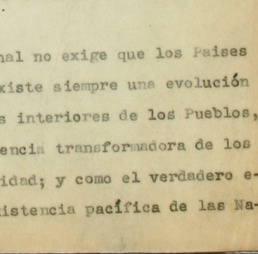 nal no exige que los Paises
xiste siempre una evolución
s interiores de los Pueblos,
encia transformadora de los
idad; y como el verdadero e-
xistencia pacífica de las Na-